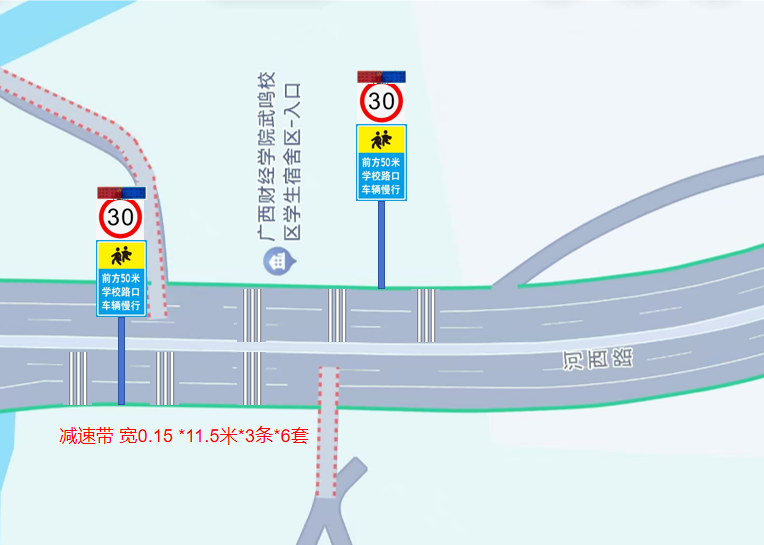 广西财经学院武鸣校
区学生宿舍区-入口
30
前方50米
学校路口
车辆慢行
30
前方50米
学校路口
车辆慢行
河西路
减速带 宽0.15 *11.5米*3条*6套